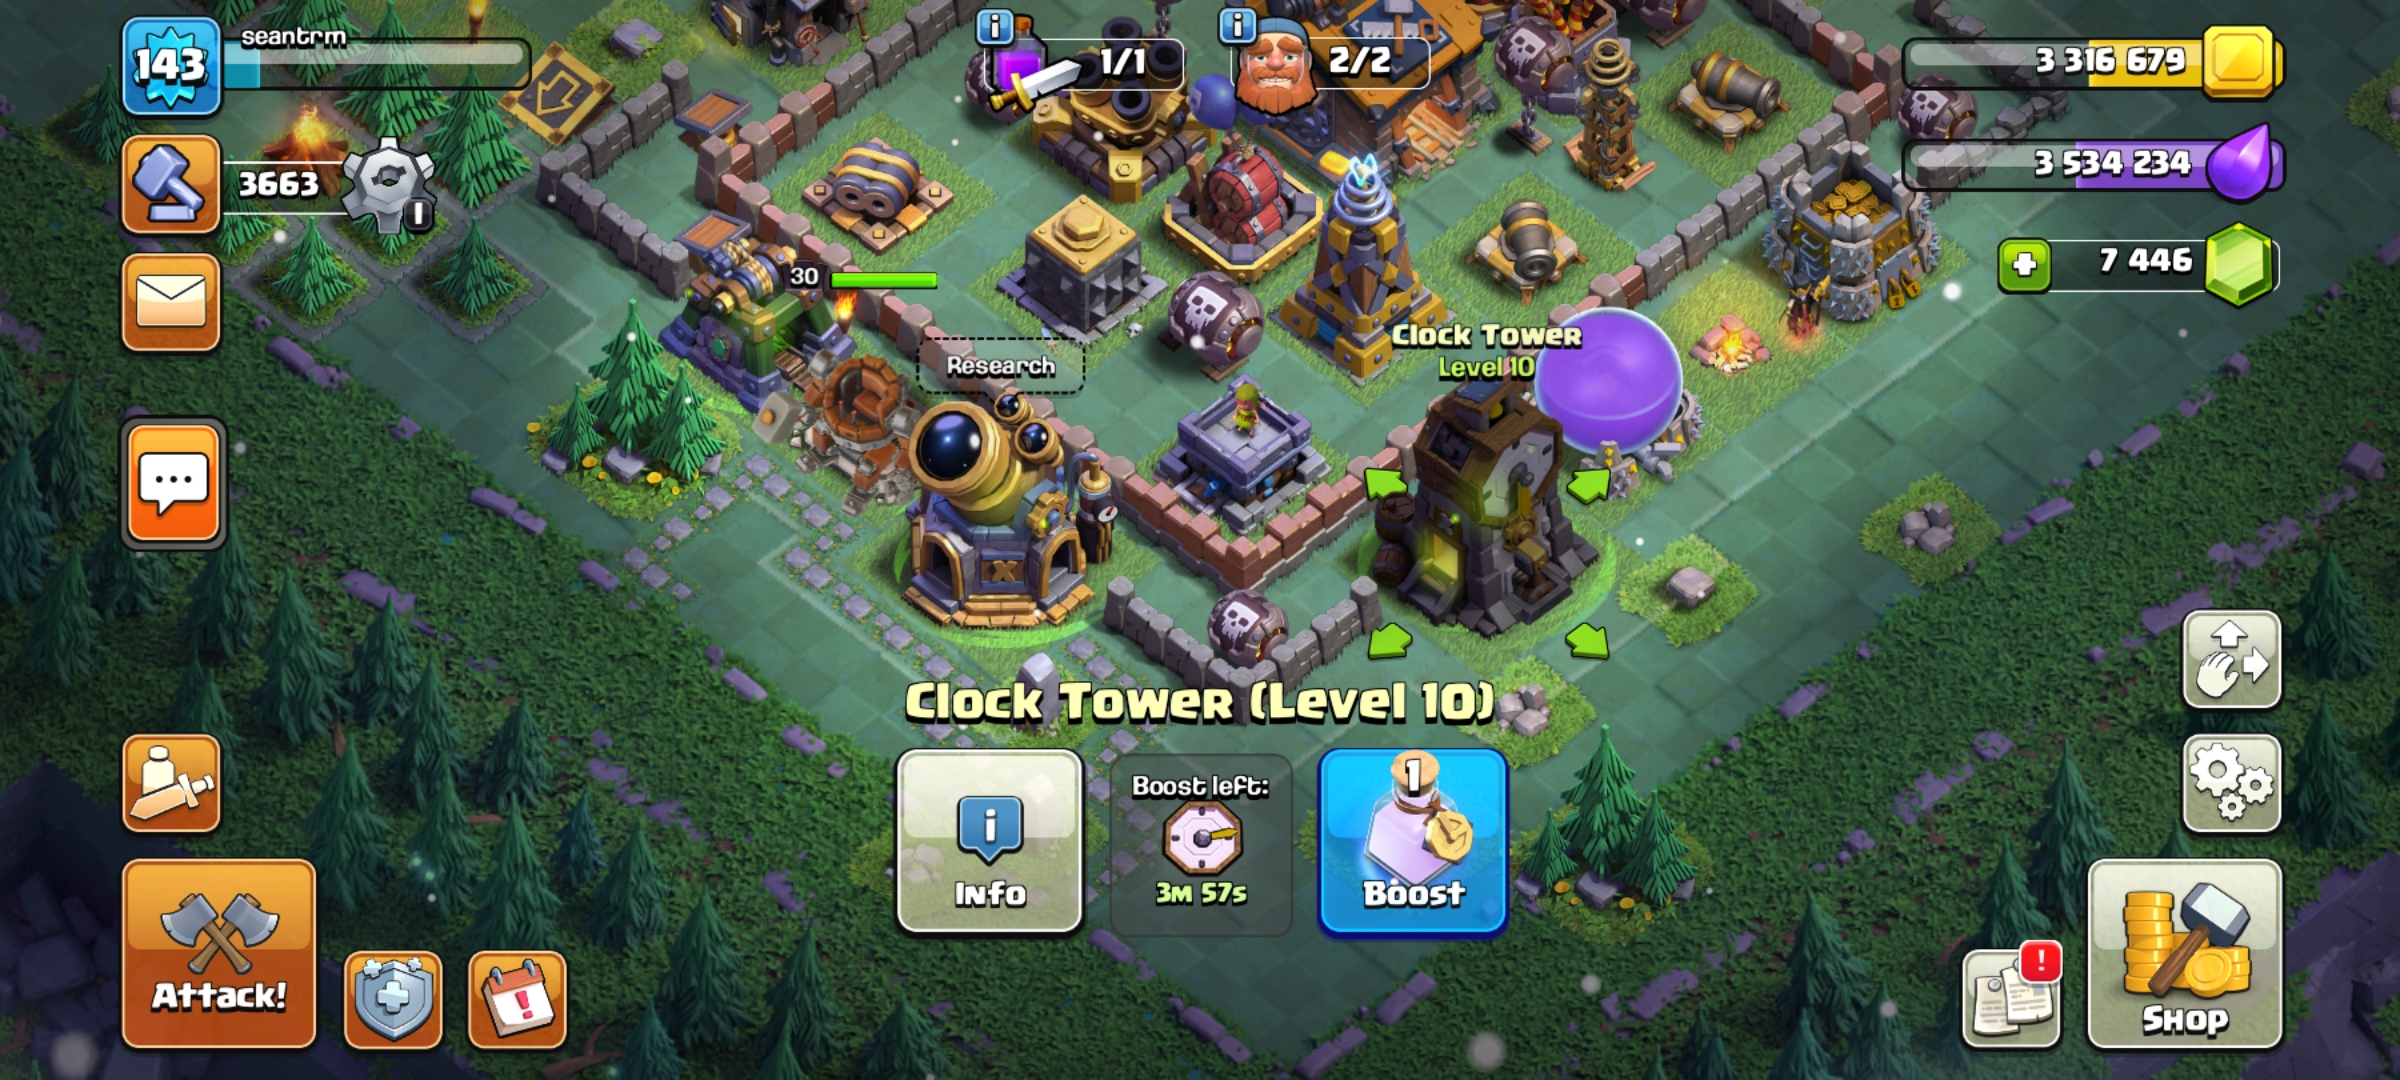 143
seantrm
1/1
2/2
3 316 679
3663
I
3 534 234
7 446
30
Research
Clock Tower
Level 10
Clock Tower (Level 10)
Info
Boost left:
3m 57s
1
Boost
Attack!
!
!
Shop